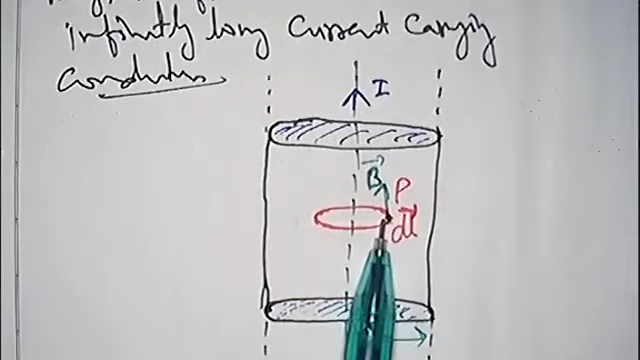 infinitly long Current Carrying
Conductor
I
B
P
dl